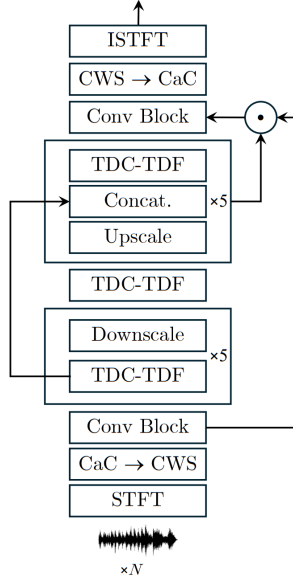 ISTFT
CWS → CaC
Conv Block
TDC-TDF
Concat.
×5
Upscale
TDC-TDF
Downscale
×5
TDC-TDF
Conv Block
CaC → CWS
STFT
×N